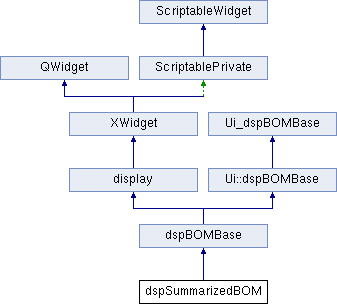 ScriptableWidget
QWidget
ScriptablePrivate
XWidget
Ui_dspBOMBase
display
Ui::dspBOMBase
dspBOMBase
dspSummarizedBOM